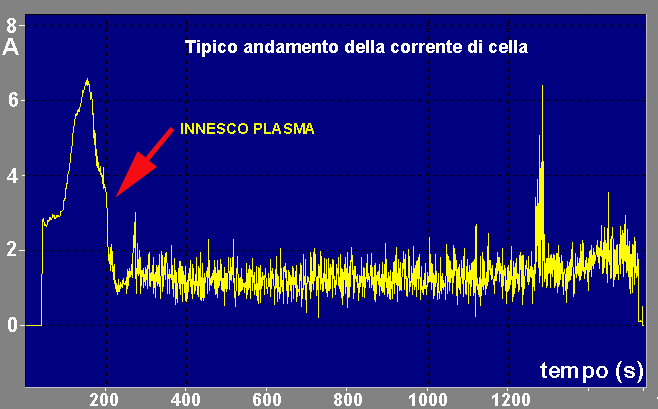 8
A
Tipico andamento della corrente di cella
6
INNESCO PLASMA
4
2
0
tempo (s)
200 400 600 800 1000 1200